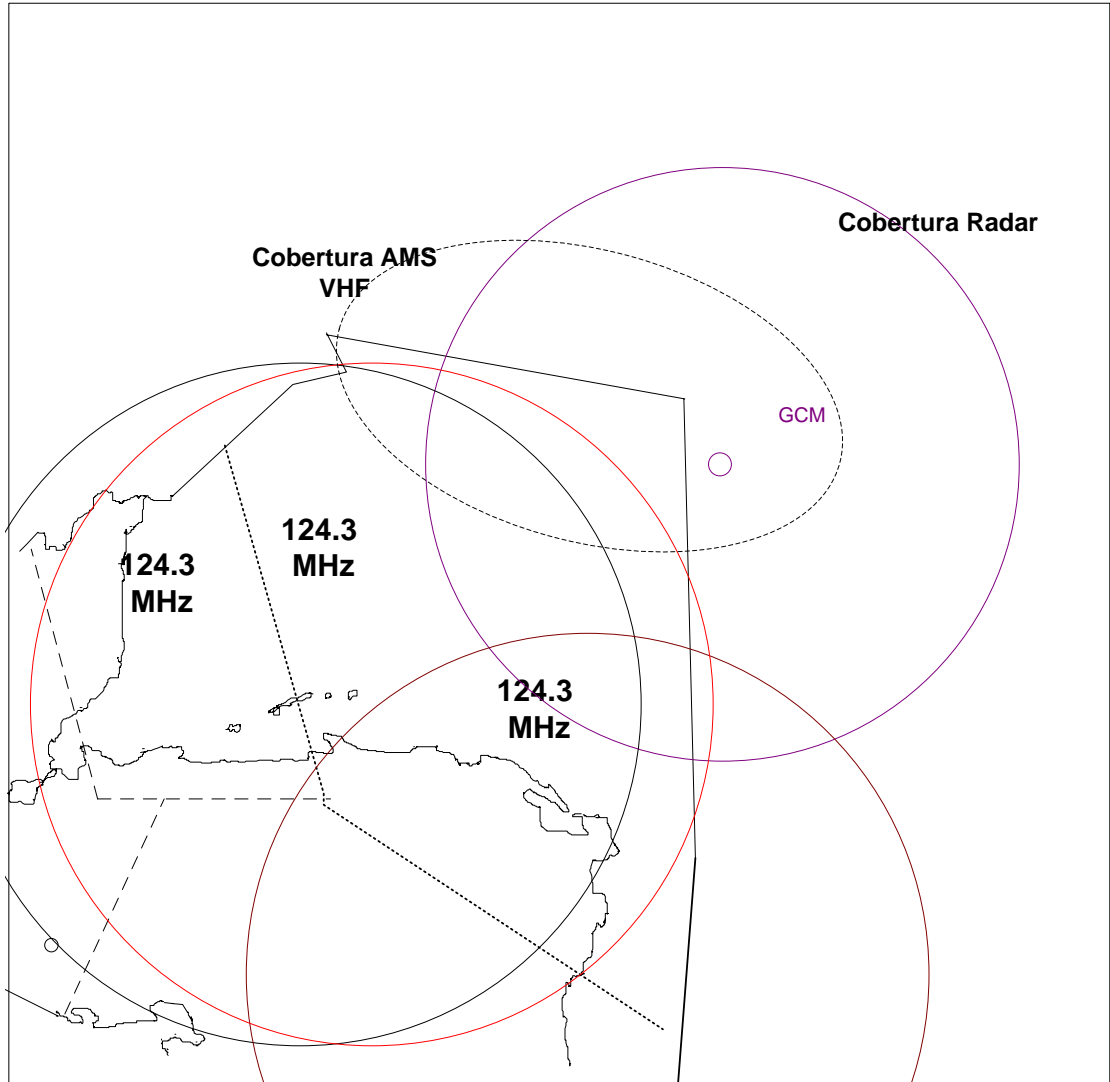 Cobertura Radar
Cobertura AMS
VHF
GCM
124.3
MHz
124.3
MHz
124.3
MHz